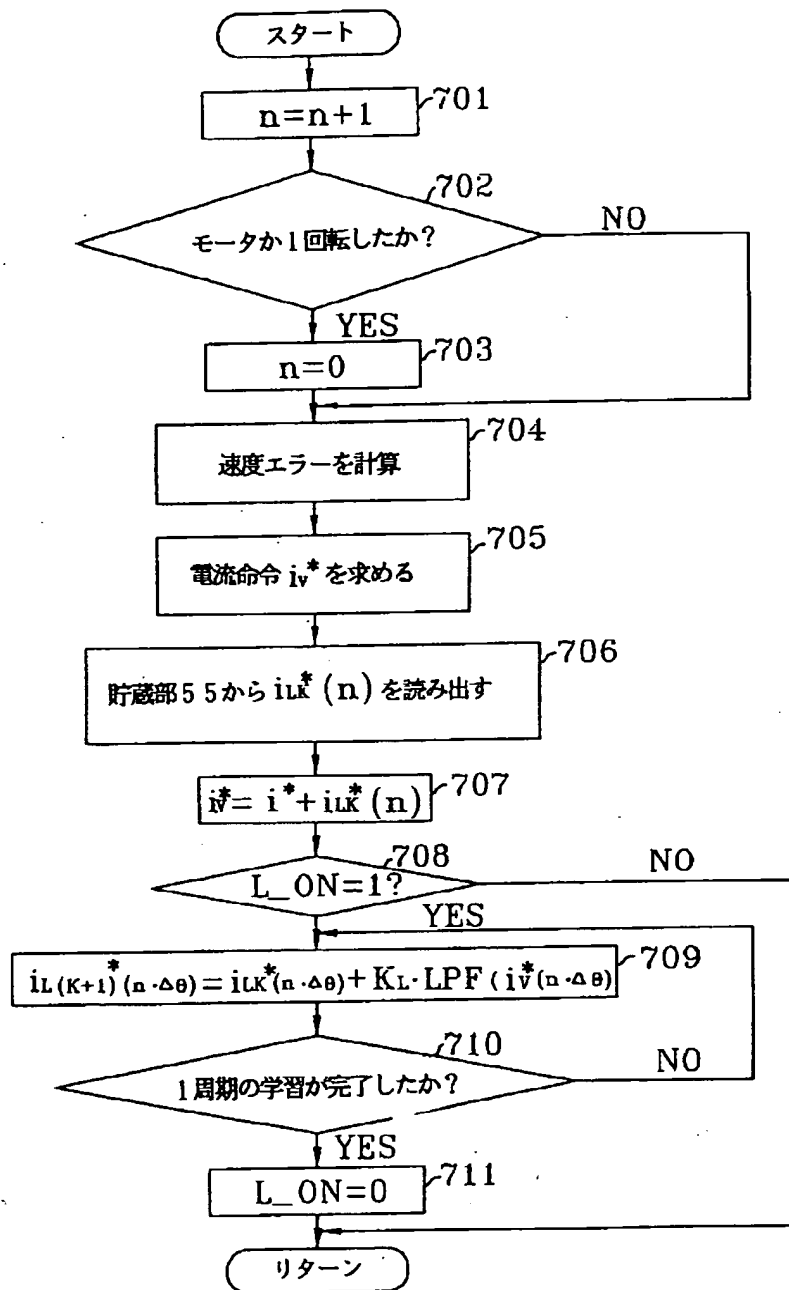 スタート
n=n+1
701
702
モータか1回転したか?
NO
YES
n=0
703
704
速度エラーを計算
705
電流命令 iv* を求める
706
貯蔵部55から iLK* (n) を読み出す
iv*= i*+iLK*(n)
707
708
L_ON=1?
NO
YES
iL(K+1)*(n·Δθ)=iLK*(n·Δθ)+KL·LPF(iv*(n·Δθ)
709
710
1周期の学習が完了したか?
NO
YES
L_ON=0
711
リターン